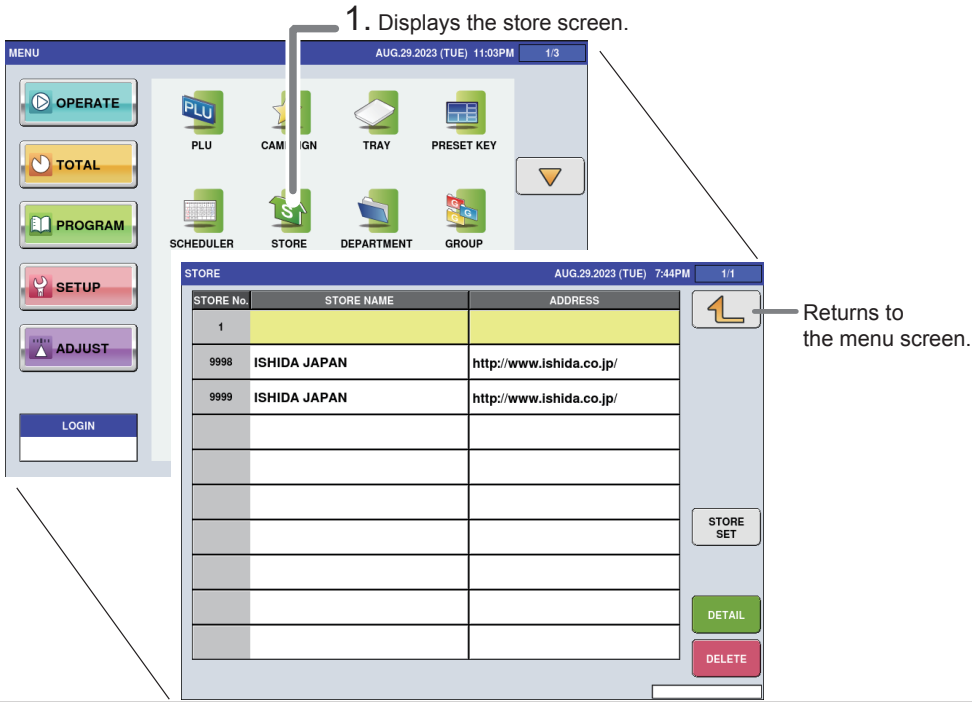 1. Displays the store screen.
MENU AUG.29.2023 (TUE) 11:03PM 1/3
OPERATE
PLU
TRAY
PRESET KEY
TOTAL
PROGRAM
SCHEDULER
STORE
DEPARTMENT
GROUP
SETUP
ADJUST
LOGIN
STORE AUG.29.2023 (TUE) 7:44PM 1/1
STORE No. STORE NAME ADDRESS
1
9998 ISHIDA JAPAN http://www.ishida.co.jp/
9999 ISHIDA JAPAN http://www.ishida.co.jp/
Returns to
the menu screen.
STORE
SET
DETAIL
DELETE